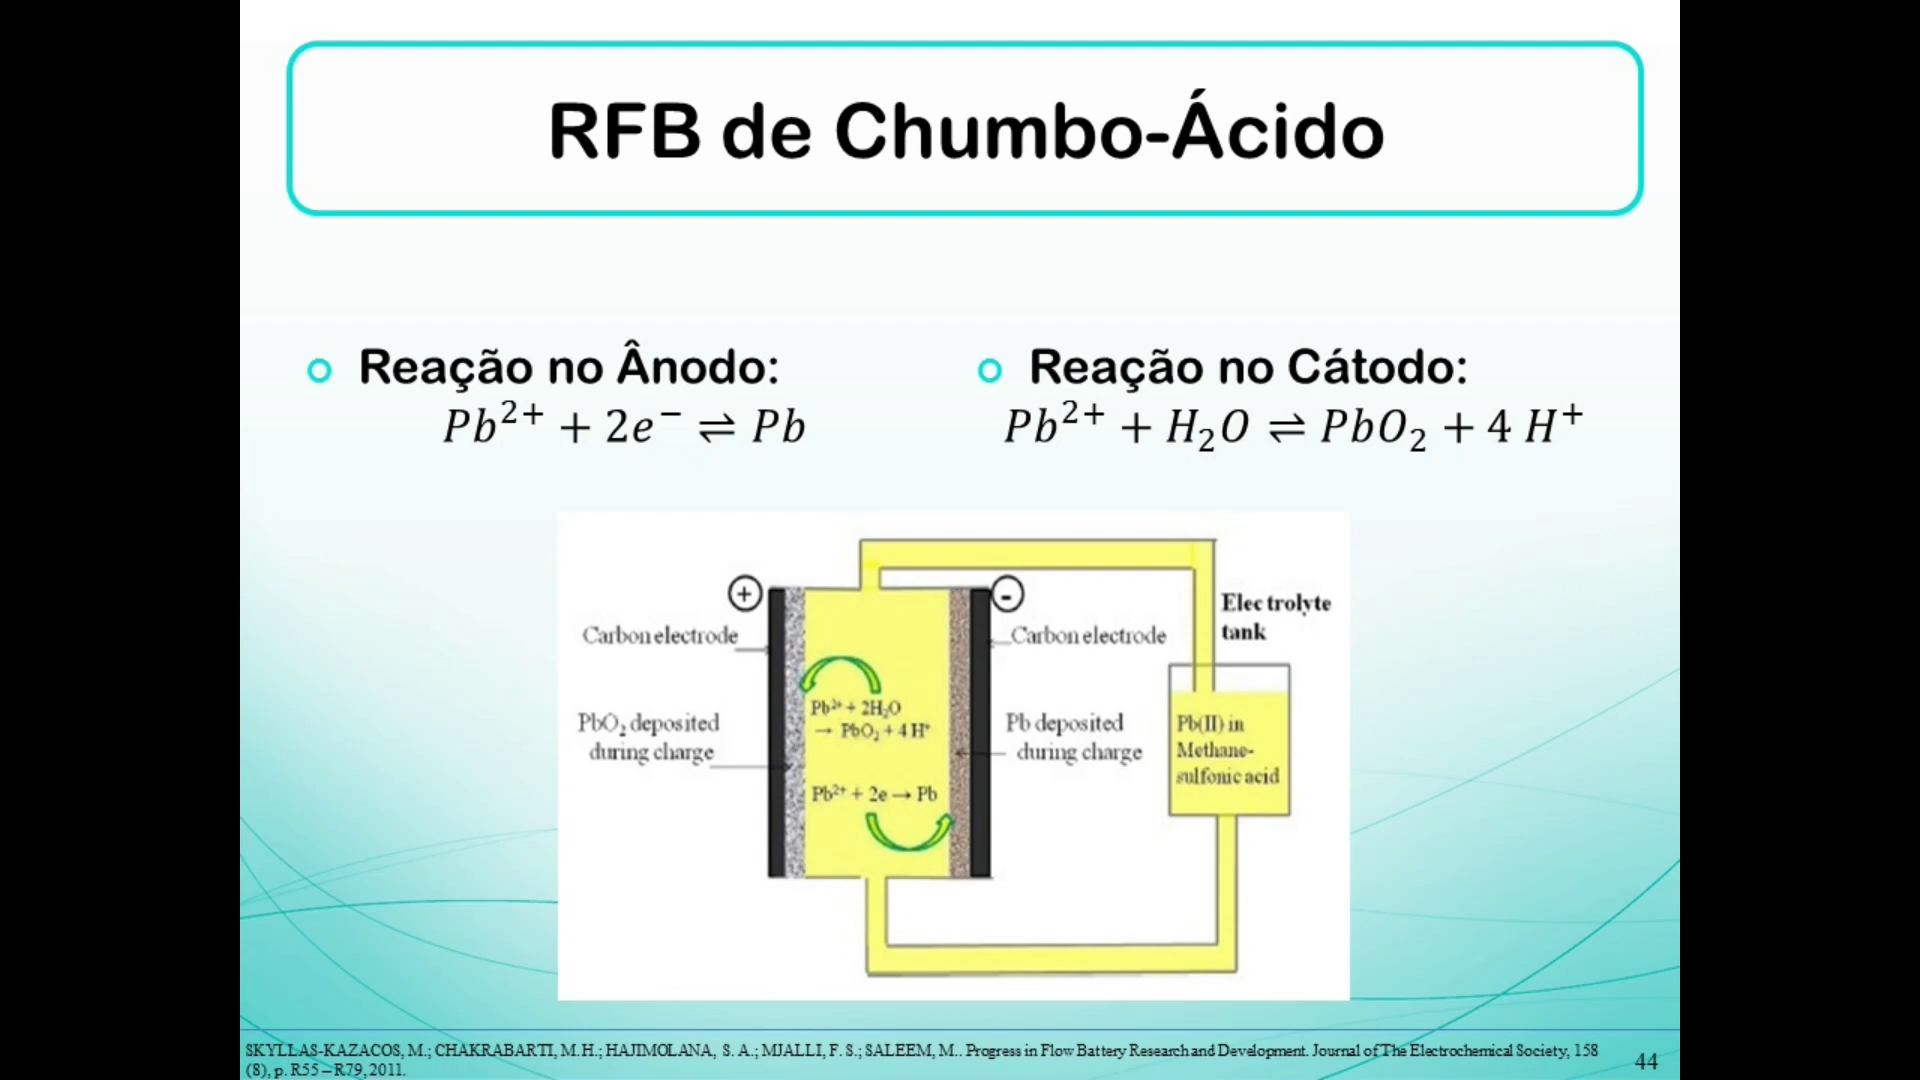 RFB de Chumbo-Ácido
Reação no Ânodo:
Pb²⁺ + 2e⁻ ⇌ Pb
Reação no Cátodo:
Pb²⁺ + H₂O ⇌ PbO₂ + 4 H⁺
+
-
Carbon electrode
Carbon electrode
Elec trolyte
tank
Pb²⁺ + 2H₂O
→ PbO₂ + 4H⁺
PbO₂ deposited
during charge
Pb deposited
during charge
Pb(II) in
Methane-
sulfonic acid
Pb²⁺ + 2e → Pb
SKYLLAS-KAZACOS, M.; CHAKRABARTI, M. H.; HAJIMOLANA, S. A.; MJALLI, F. S.; SALEEM, M.. Progress in Flow Battery Research and Development. Journal of The Electrochemical Society, 158
(8), p. R55 – R79, 2011.
44